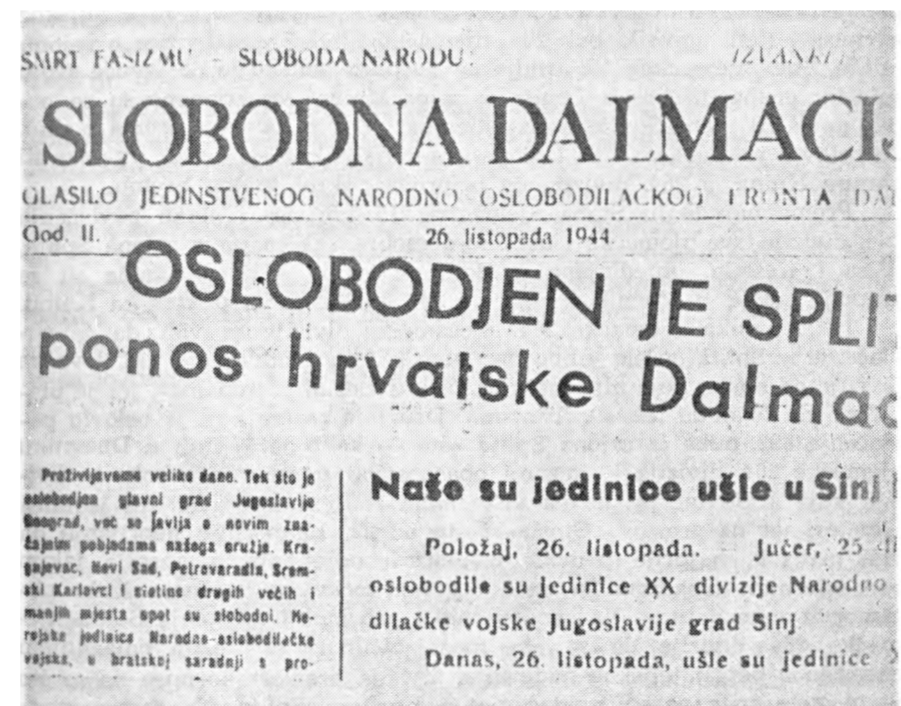 SMRT FAŠIZMU - SLOBODA NARODU.
SLOBODNA DALMACIJ
GLASILO JEDINSTVENOG NARODNO OSLOBODILAČKOG FRONTA DAL
God. II.
26. listopada 1944.
OSLOBODJEN JE SPLIT
ponos hrvatske Dalmac
Proživljavamo velike dane. Tek što je
oslobodjen glavni grad Jugoslavije
Beograd, već se javlja o novim zna-
čajnim pobjedama našega oružja. Kra-
gujevac, Novi Sad, Petrovaradin, Srem-
ski Karlovci i stotine drugih većih i
manjih mjesta opet su slobodni. He-
rojske jedinice Narodno-oslobodilačke
vojske, u bratskoj saradnji s pro-
Naše su jedinice ušle u Sinj
Položaj, 26. listopada. Jučer, 25
oslobodile su jedinice XX divizije Narodno
dilačke vojske Jugoslavije grad Sinj.
Danas, 26. listopada, ušle su jedinice